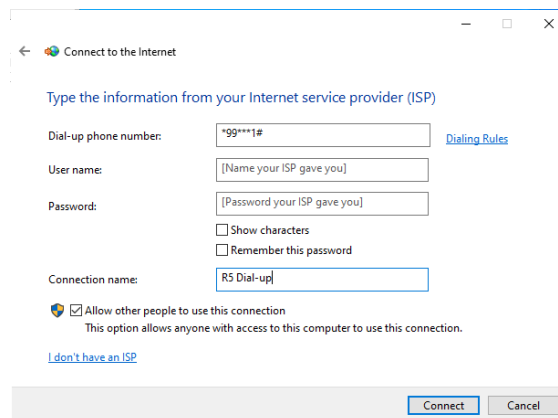 Connect to the Internet
Type the information from your Internet service provider (ISP)
Dial-up phone number: *99***1# Dialing Rules
User name: [Name your ISP gave you]
Password: [Password your ISP gave you]
Show characters
Remember this password
Connection name: R5 Dial-up
Allow other people to use this connection
This option allows anyone with access to this computer to use this connection.
I don't have an ISP
Connect Cancel